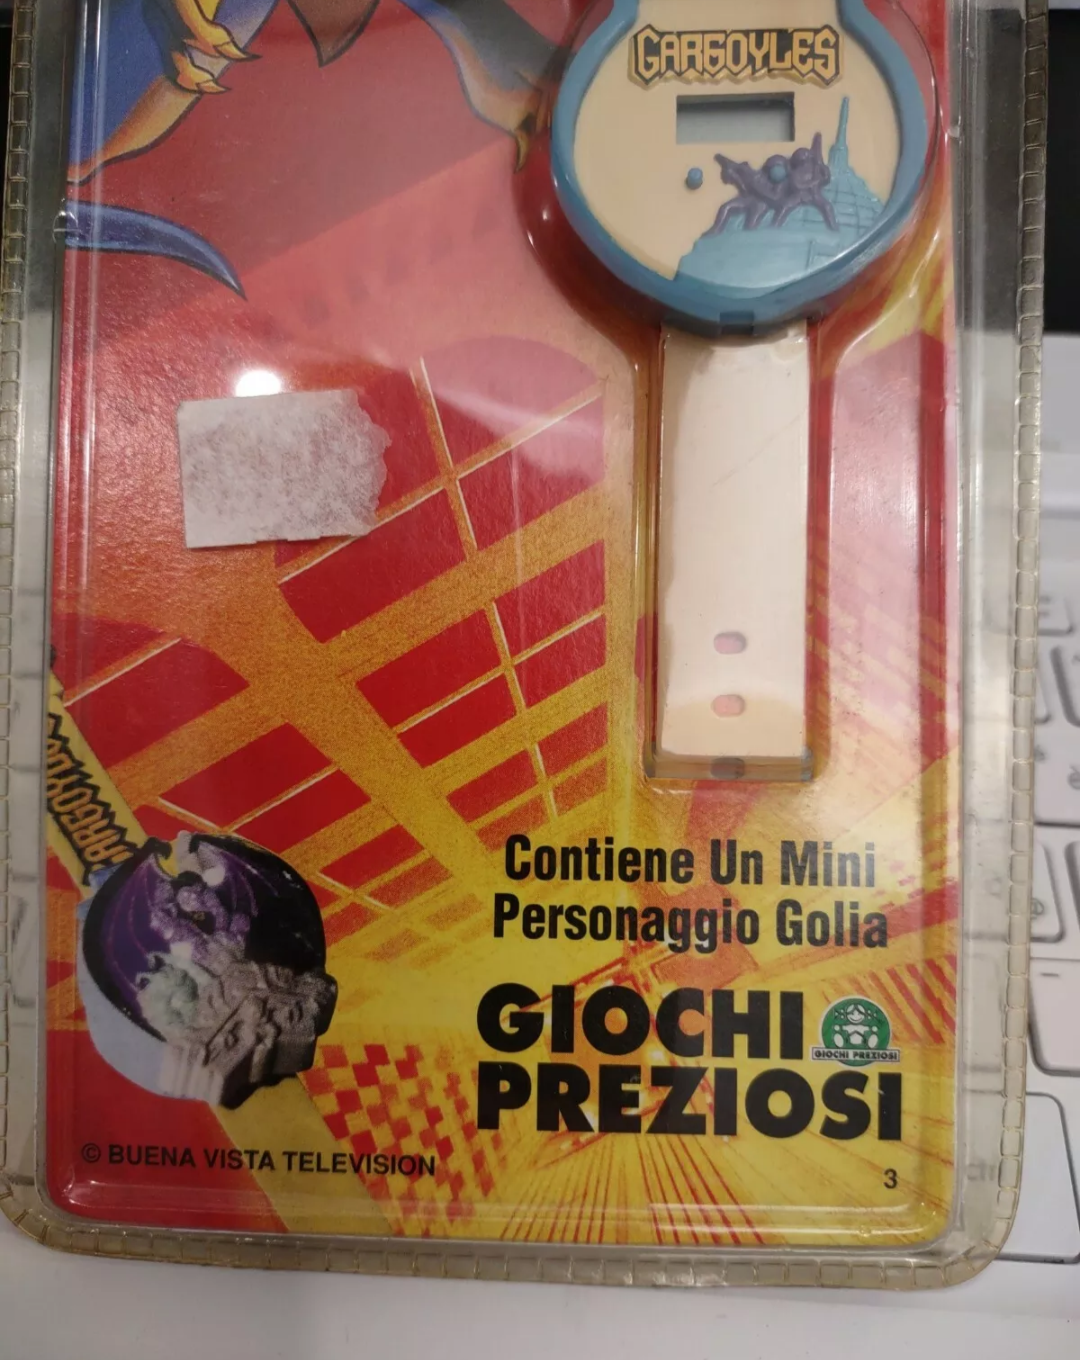 GARGOYLES
GARGOYLES
Contiene Un Mini
Personaggio Golia
GIOCHI
GIOCHI PREZIOSI
PREZIOSI
© BUENA VISTA TELEVISION
3